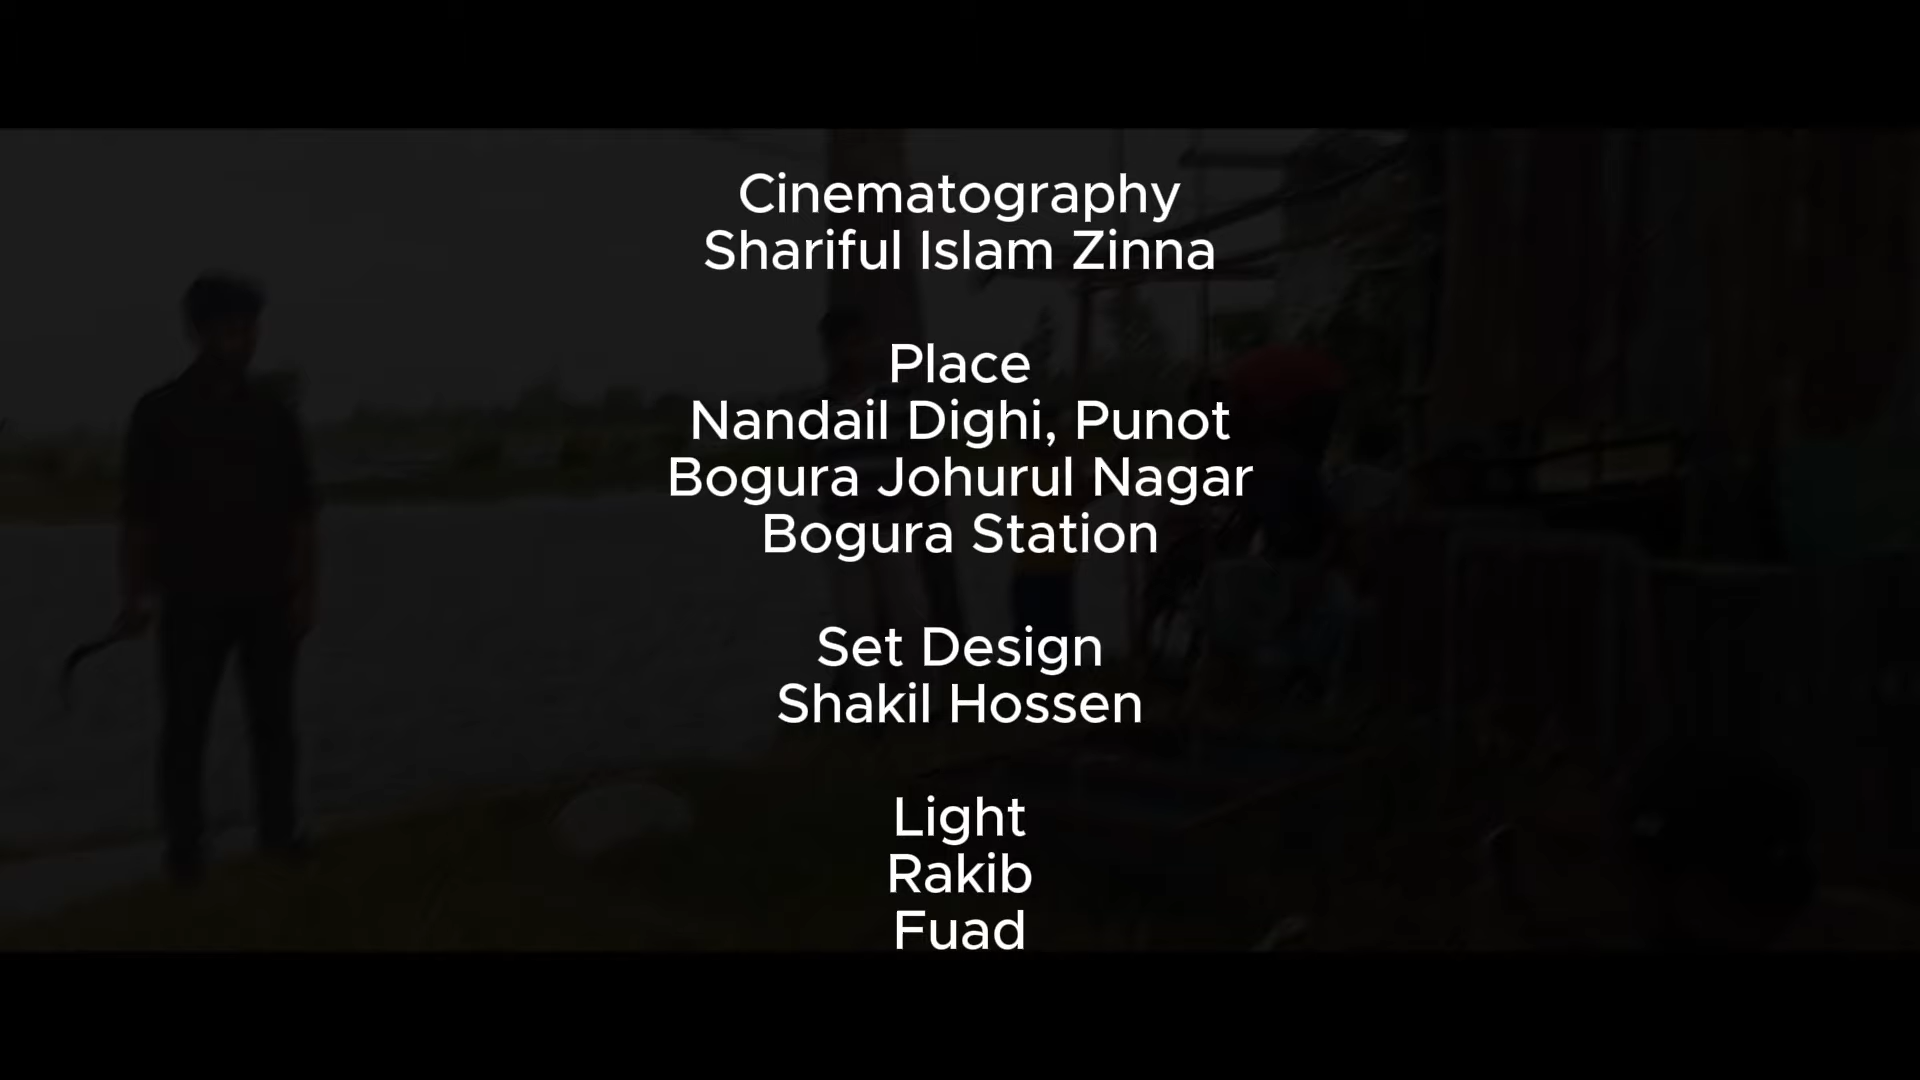 Cinematography
Shariful Islam Zinna
Place
Nandail Dighi, Punot
Bogura Johurul Nagar
Bogura Station
Set Design
Shakil Hossen
Light
Rakib
Fuad